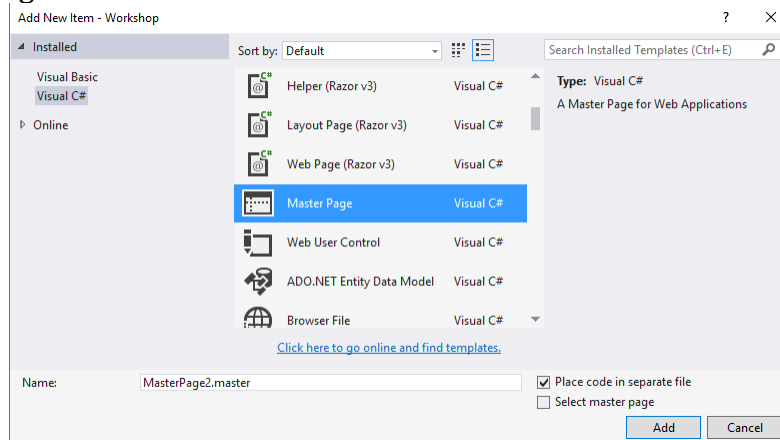 Add New Item - Workshop ? ×
Installed
Visual Basic
Visual C#
Online
Sort by: Default
Search Installed Templates (Ctrl+E)
C# @ Helper (Razor v3) Visual C#
C# @ Layout Page (Razor v3) Visual C#
C# @ Web Page (Razor v3) Visual C#
Master Page Visual C#
Web User Control Visual C#
ADO.NET Entity Data Model Visual C#
Browser File Visual C#
Click here to go online and find templates.
Type: Visual C#
A Master Page for Web Applications
Name: MasterPage2.master
Place code in separate file
Select master page
Add Cancel